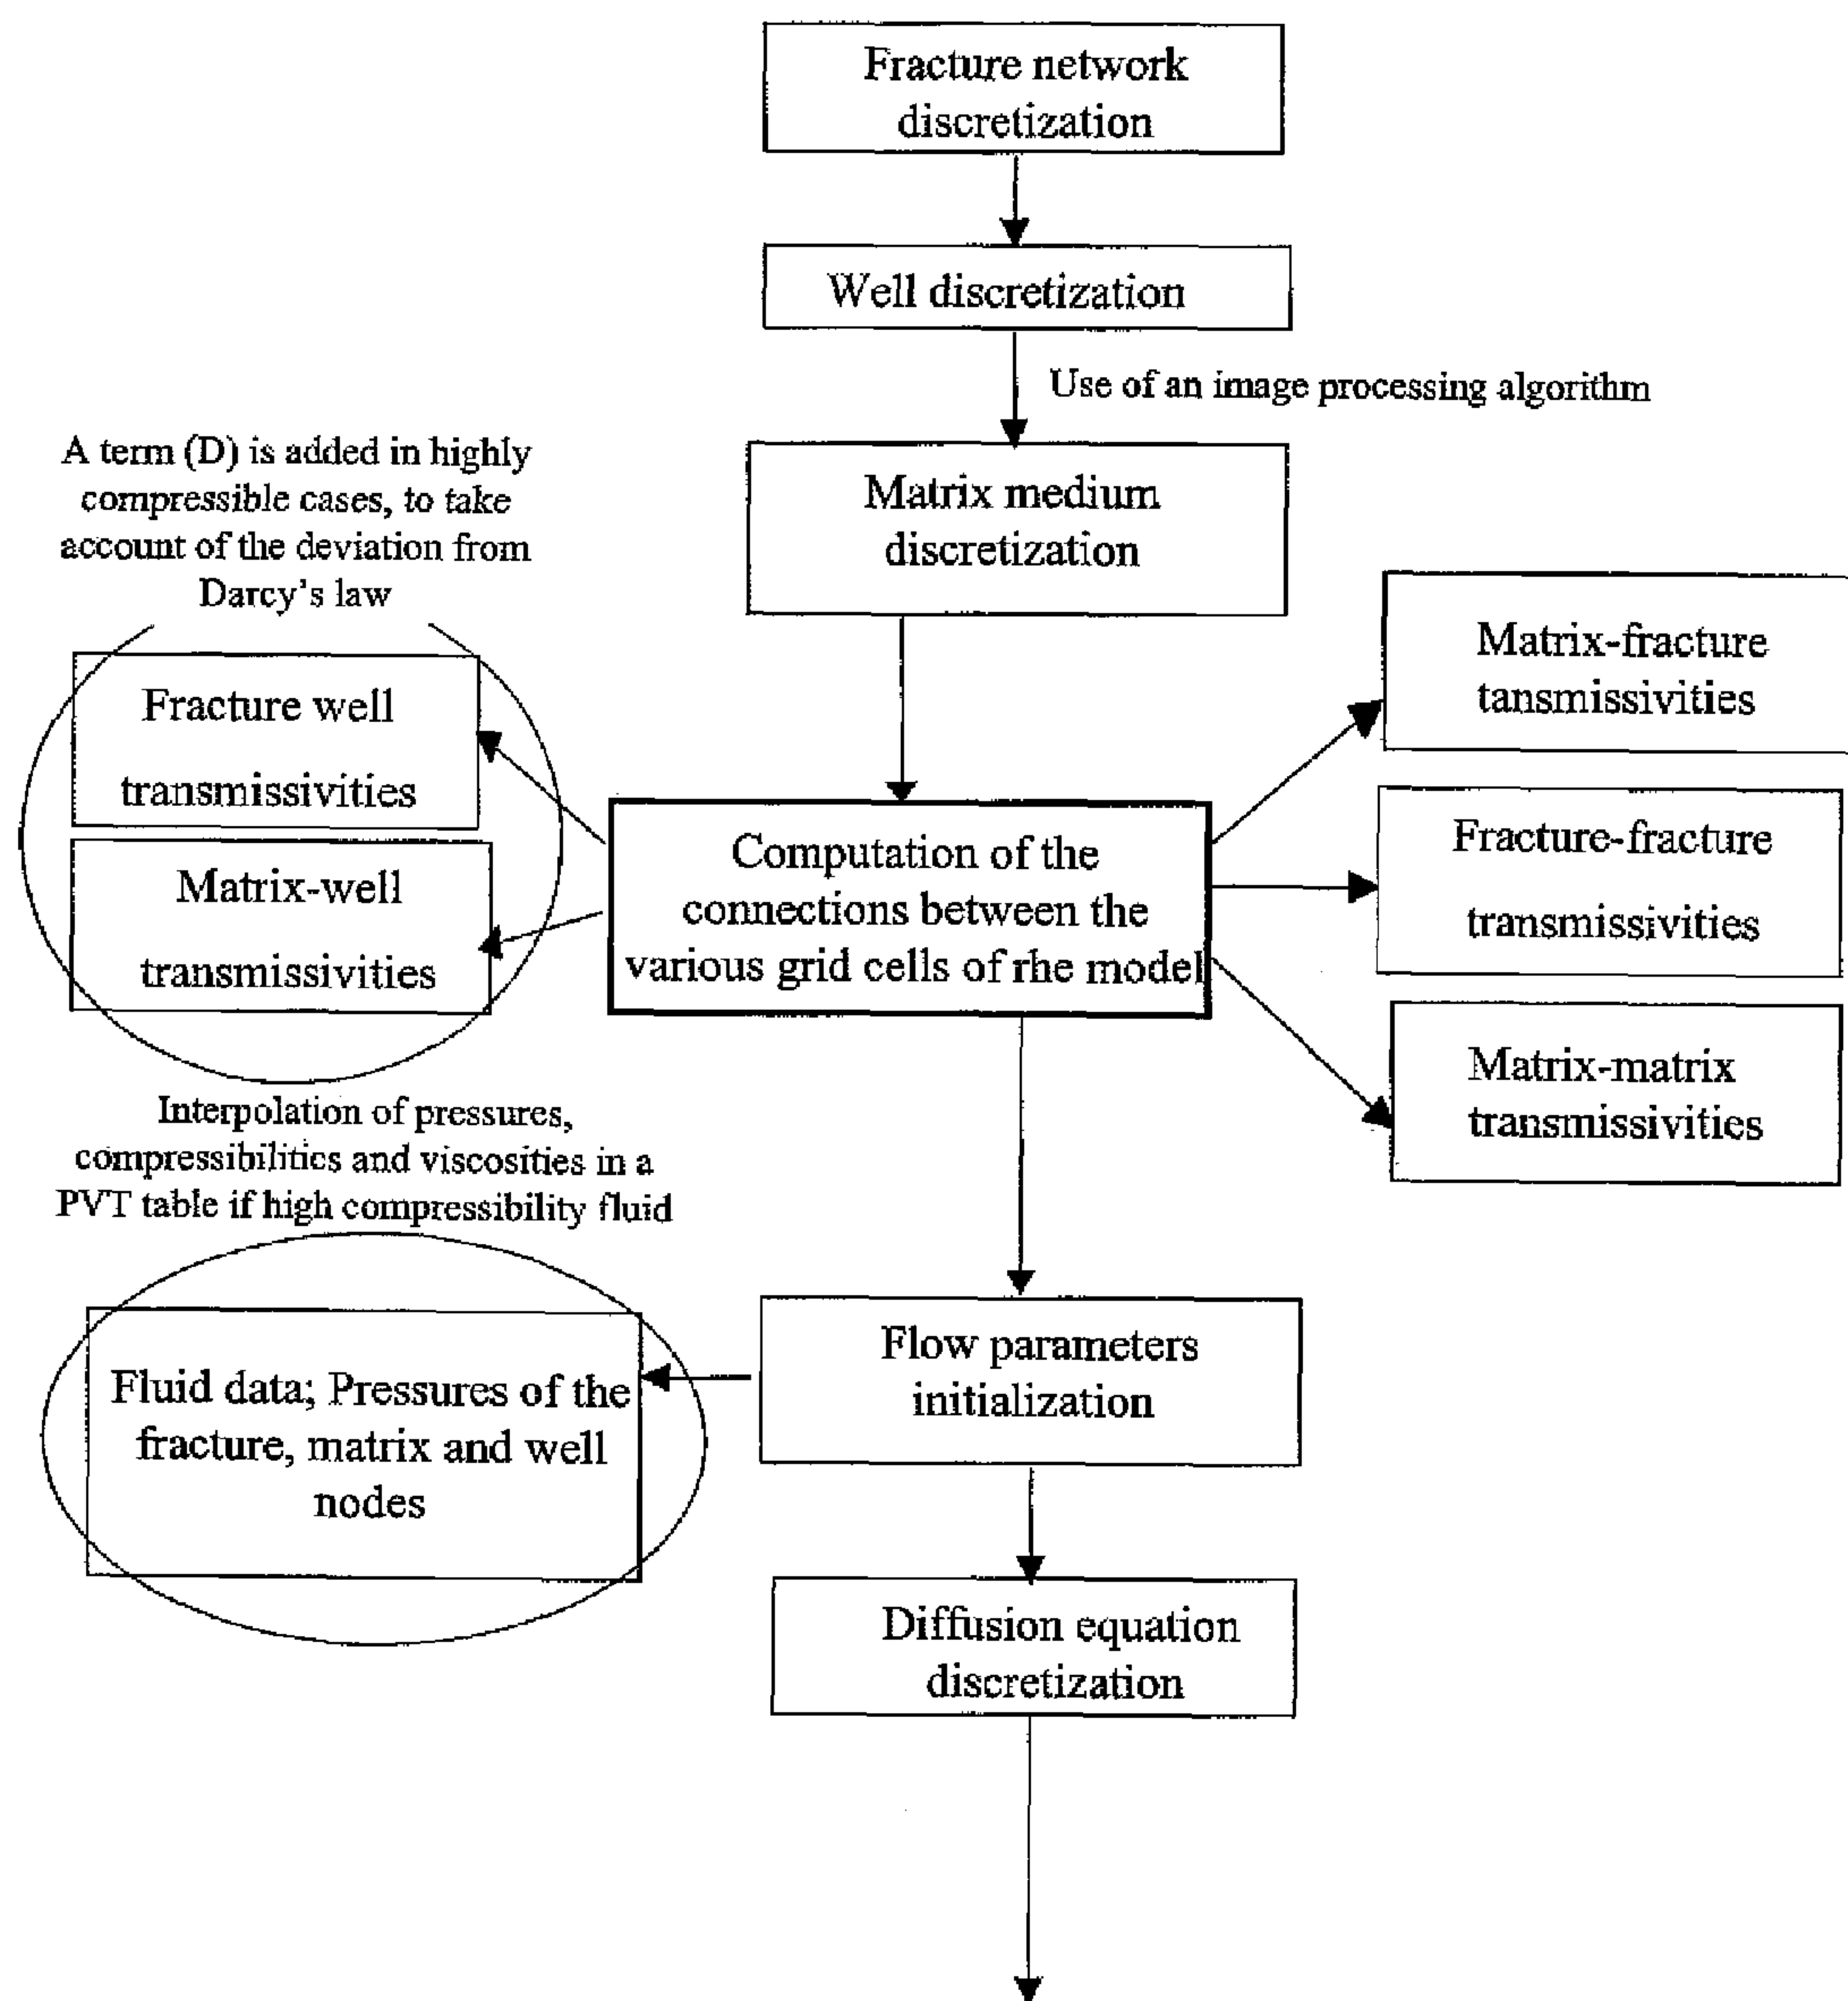 Fracture network
discretization
Well discretization
Use of an image processing algorithm
A term (D) is added in highly
compressible cases, to take
account of the deviation from
Darcy's law
Matrix medium
discretization
Fracture well
transmissivities
Matrix-well
transmissivities
Computation of the
connections between the
various grid cells of rhe model
Matrix-fracture
tansmissivities
Fracture-fracture
transmissivities
Matrix-matrix
transmissivities
Interpolation of pressures,
compressibilities and viscosities in a
PVT table if high compressibility fluid
Fluid data; Pressures of the
fracture, matrix and well
nodes
Flow parameters
initialization
Diffusion equation
discretization